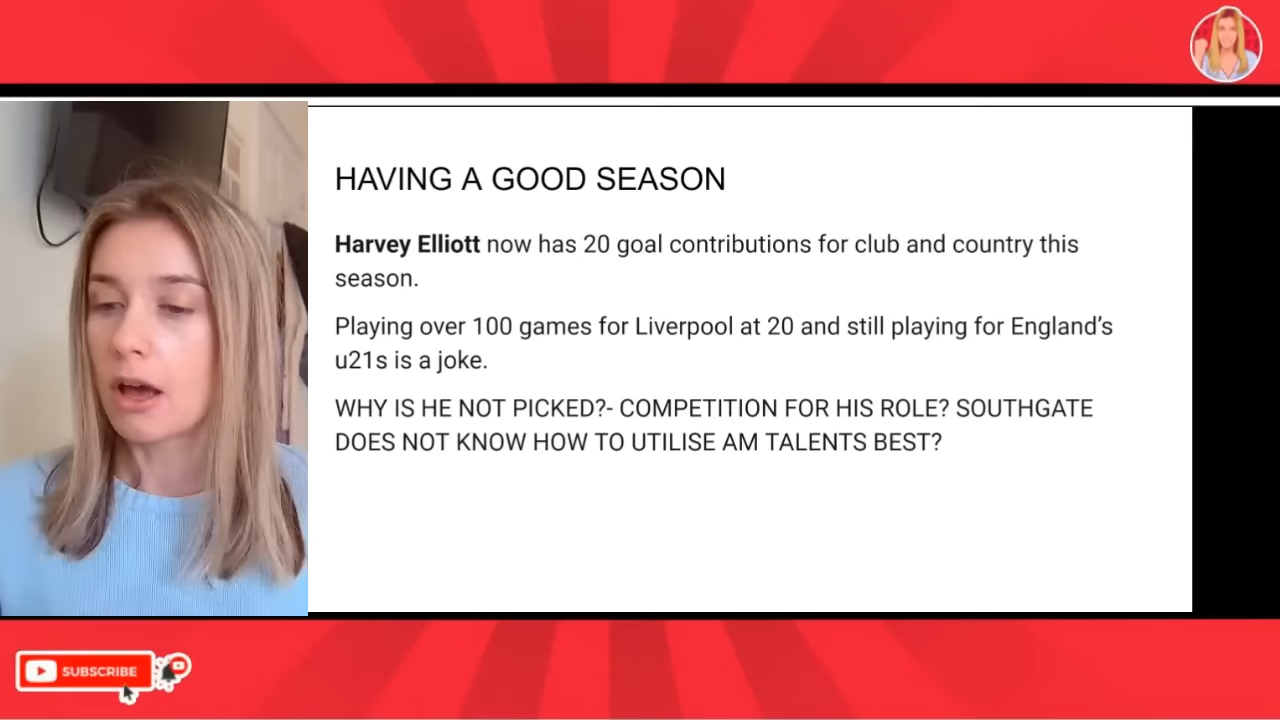 HAVING A GOOD SEASON
Harvey Elliott now has 20 goal contributions for club and country this
season.
Playing over 100 games for Liverpool at 20 and still playing for England’s
u21s is a joke.
WHY IS HE NOT PICKED?- COMPETITION FOR HIS ROLE? SOUTHGATE
DOES NOT KNOW HOW TO UTILISE AM TALENTS BEST?
SUBSCRIBE